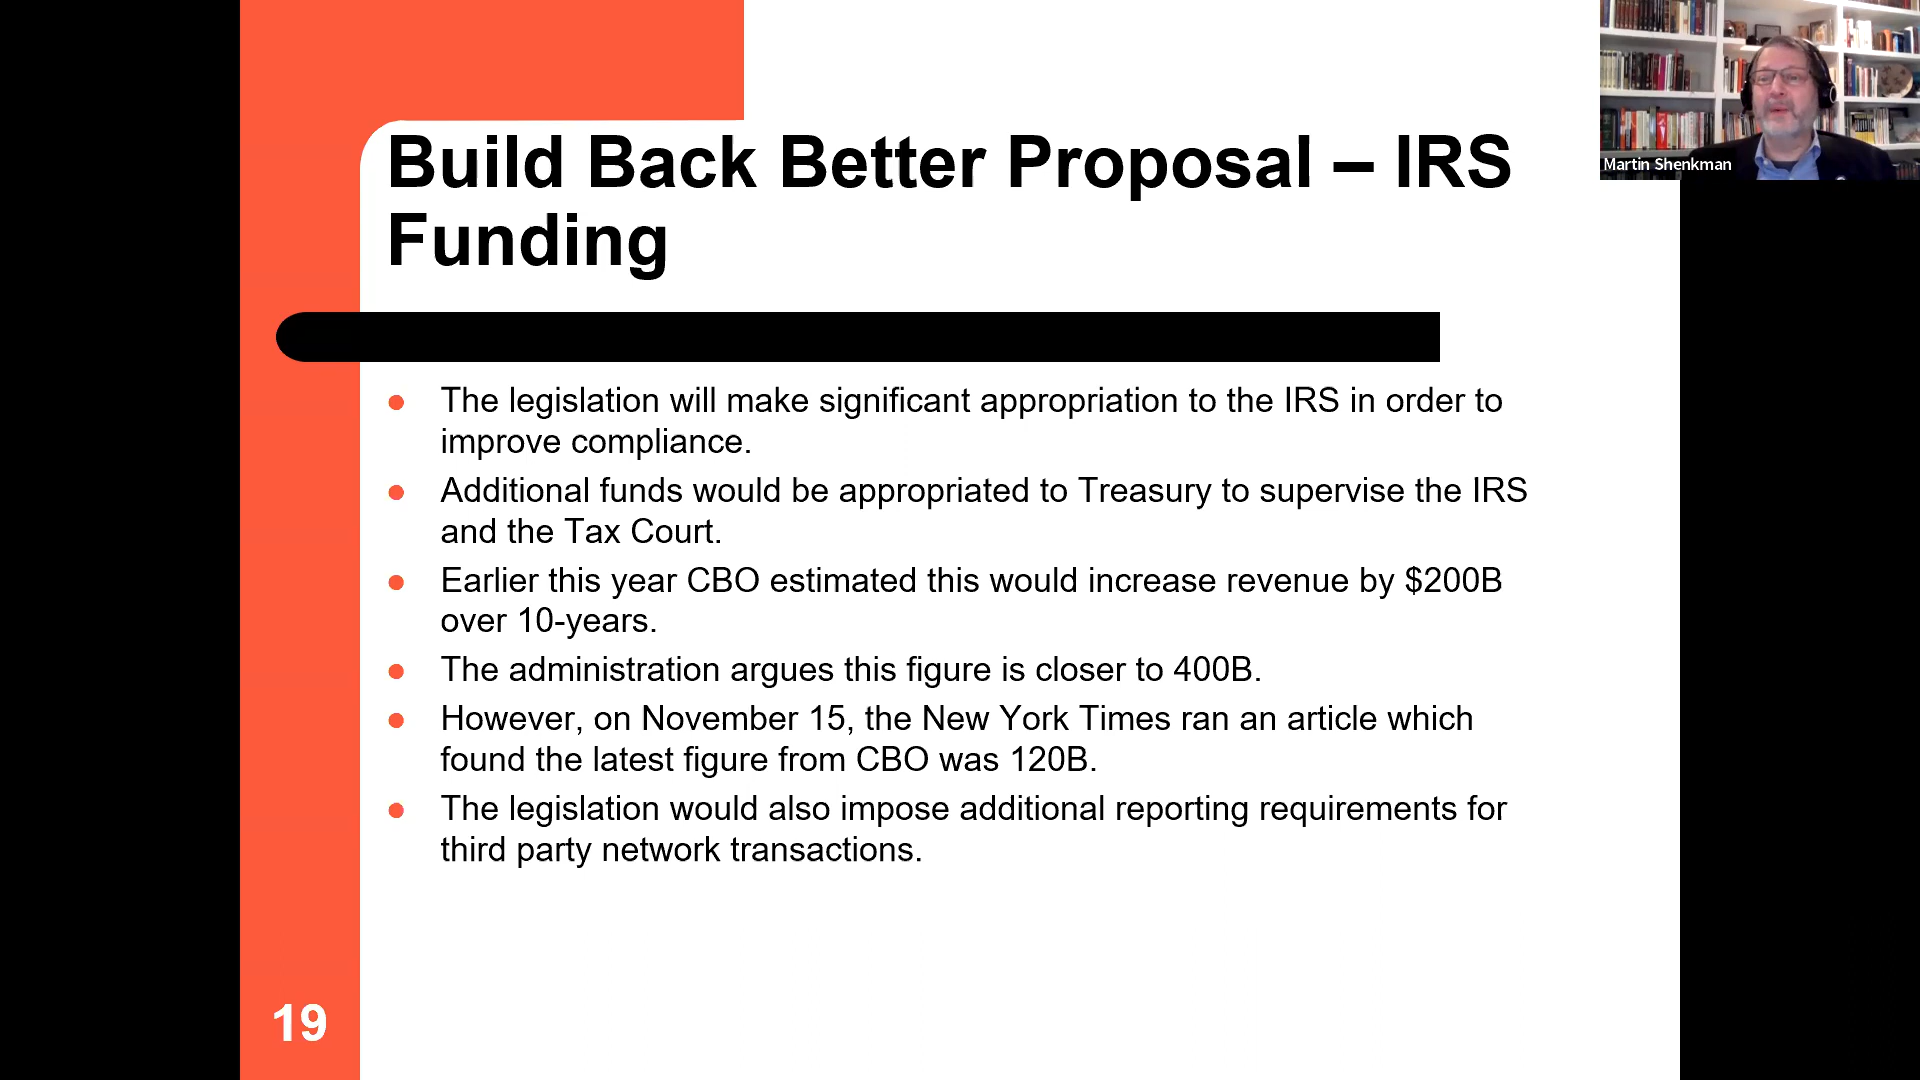 Build Back Better Proposal – IRS
Funding
Martin Shenkman
The legislation will make significant appropriation to the IRS in order to
improve compliance.
Additional funds would be appropriated to Treasury to supervise the IRS
and the Tax Court.
Earlier this year CBO estimated this would increase revenue by $200B
over 10-years.
The administration argues this figure is closer to 400B.
However, on November 15, the New York Times ran an article which
found the latest figure from CBO was 120B.
The legislation would also impose additional reporting requirements for
third party network transactions.
19